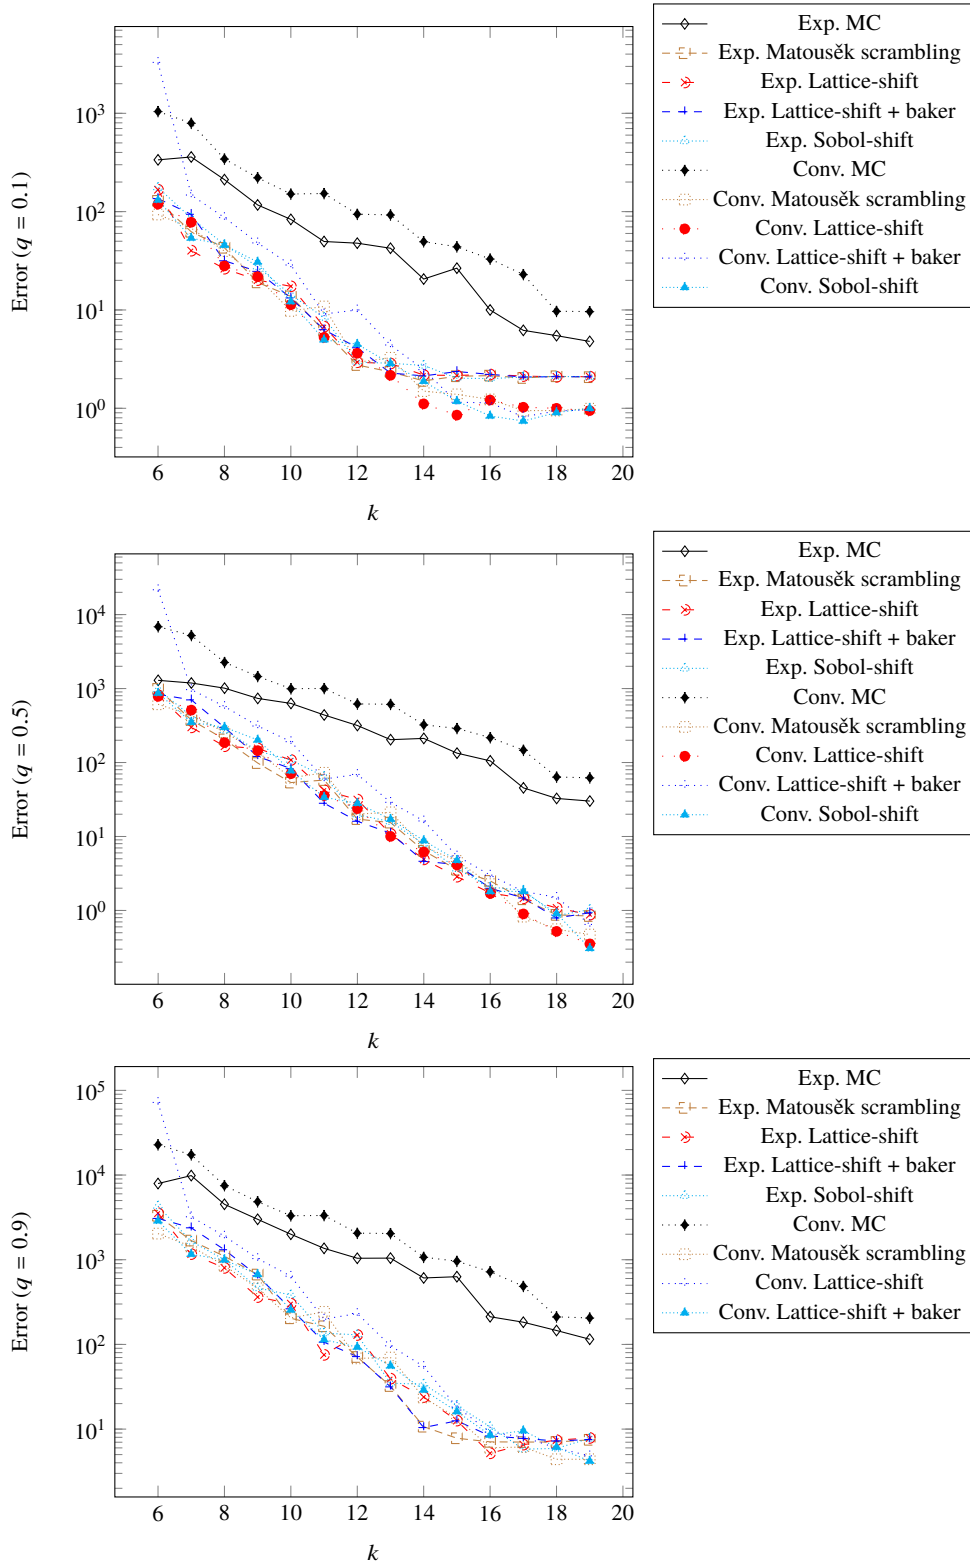 Exp. MC
Exp. Matousěk scrambling
Exp. Lattice-shift
Exp. Lattice-shift + baker
Exp. Sobol-shift
Conv. MC
Conv. Matousěk scrambling
Conv. Lattice-shift
Conv. Lattice-shift + baker
Conv. Sobol-shift
Error (q = 0.1)
10^3
10^2
10^1
10^0
6 8 10 12 14 16 18 20
k
Exp. MC
Exp. Matousěk scrambling
Exp. Lattice-shift
Exp. Lattice-shift + baker
Exp. Sobol-shift
Conv. MC
Conv. Matousěk scrambling
Conv. Lattice-shift
Conv. Lattice-shift + baker
Conv. Sobol-shift
Error (q = 0.5)
10^4
10^3
10^2
10^1
10^0
6 8 10 12 14 16 18 20
k
Exp. MC
Exp. Matousěk scrambling
Exp. Lattice-shift
Exp. Lattice-shift + baker
Exp. Sobol-shift
Conv. MC
Conv. Matousěk scrambling
Conv. Lattice-shift
Conv. Lattice-shift + baker
Error (q = 0.9)
10^5
10^4
10^3
10^2
10^1
6 8 10 12 14 16 18 20
k